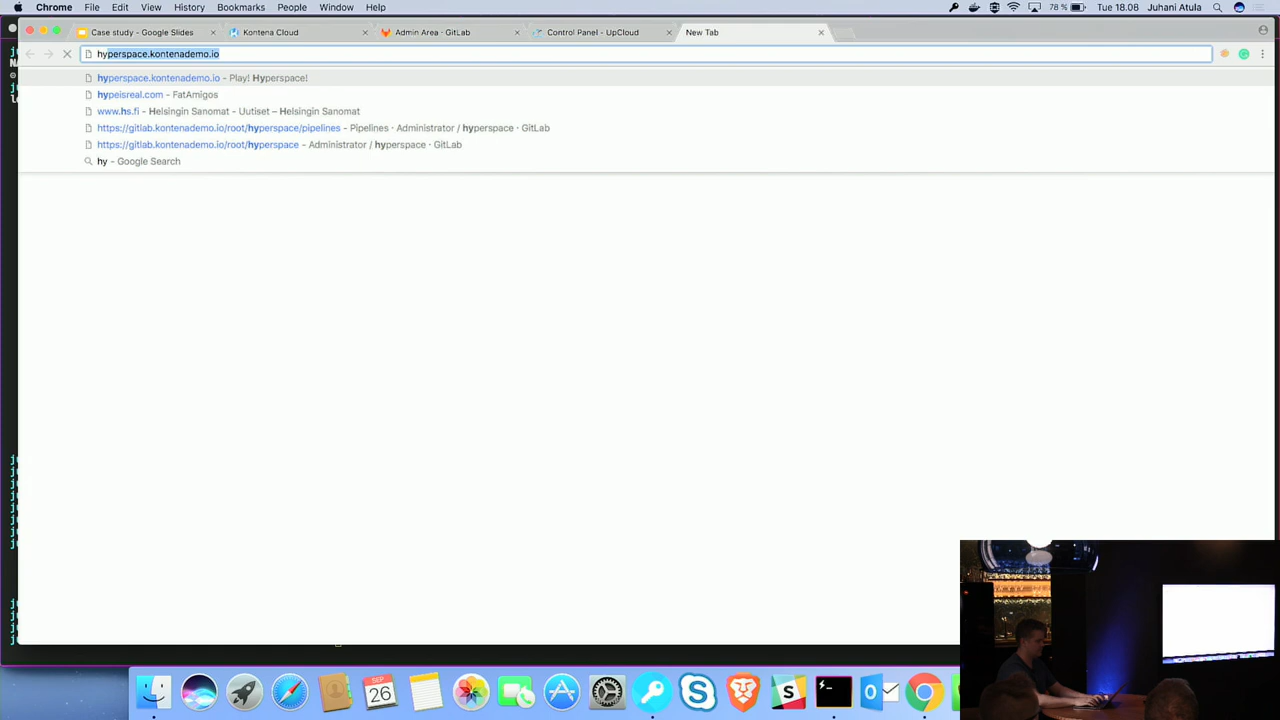 Chrome File Edit View History Bookmarks People Window Help
78 % Tue 18.08 Juhani Atula
Case study - Google Slides
Kontena Cloud
Admin Area · GitLab
Control Panel - UpCloud
New Tab
hyperspace.kontenademo.io
hyperspace.kontenademo.io - Play! Hyperspace!
hypeisreal.com - FatAmigos
www.hs.fi - Helsingin Sanomat - Uutiset – Helsingin Sanomat
https://gitlab.kontenademo.io/root/hyperspace/pipelines - Pipelines · Administrator / hyperspace · GitLab
https://gitlab.kontenademo.io/root/hyperspace - Administrator / hyperspace · GitLab
hy - Google Search
SEP
26